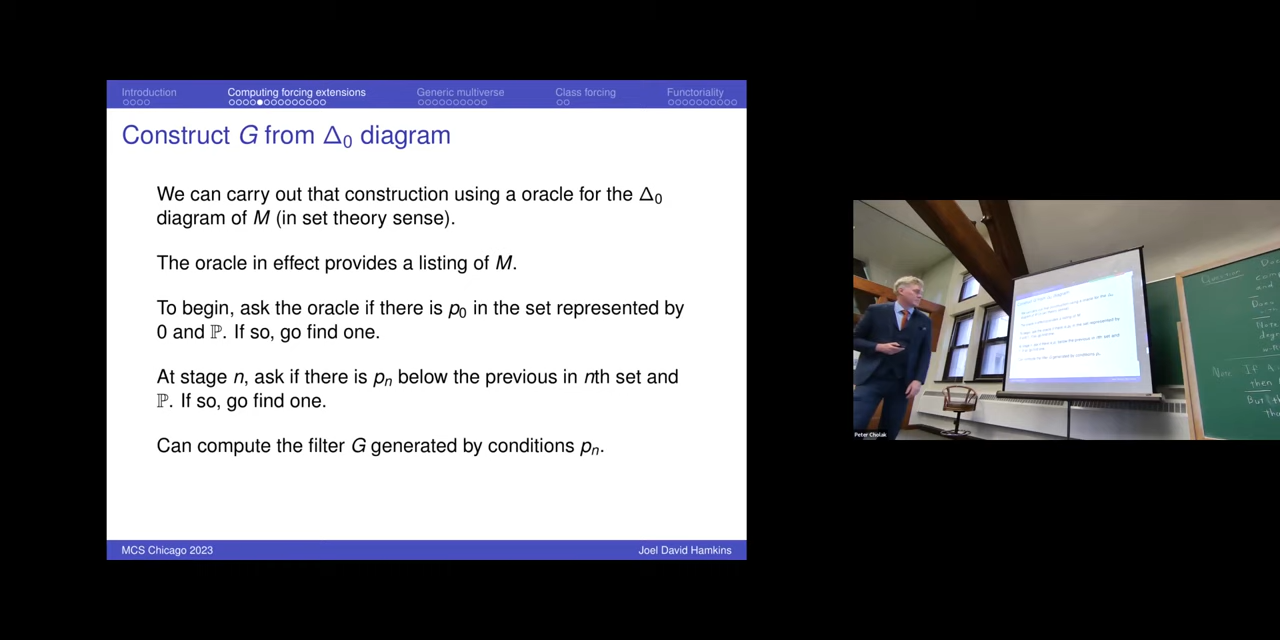 Introduction
Computing forcing extensions
Generic multiverse
Class forcing
Functoriality
Construct G from Δ₀ diagram
We can carry out that construction using a oracle for the Δ₀
diagram of M (in set theory sense).
The oracle in effect provides a listing of M.
To begin, ask the oracle if there is p₀ in the set represented by
0 and ℙ. If so, go find one.
At stage n, ask if there is pₙ below the previous in nth set and
ℙ. If so, go find one.
Can compute the filter G generated by conditions pₙ.
MCS Chicago 2023
Joel David Hamkins
Peter Cholak